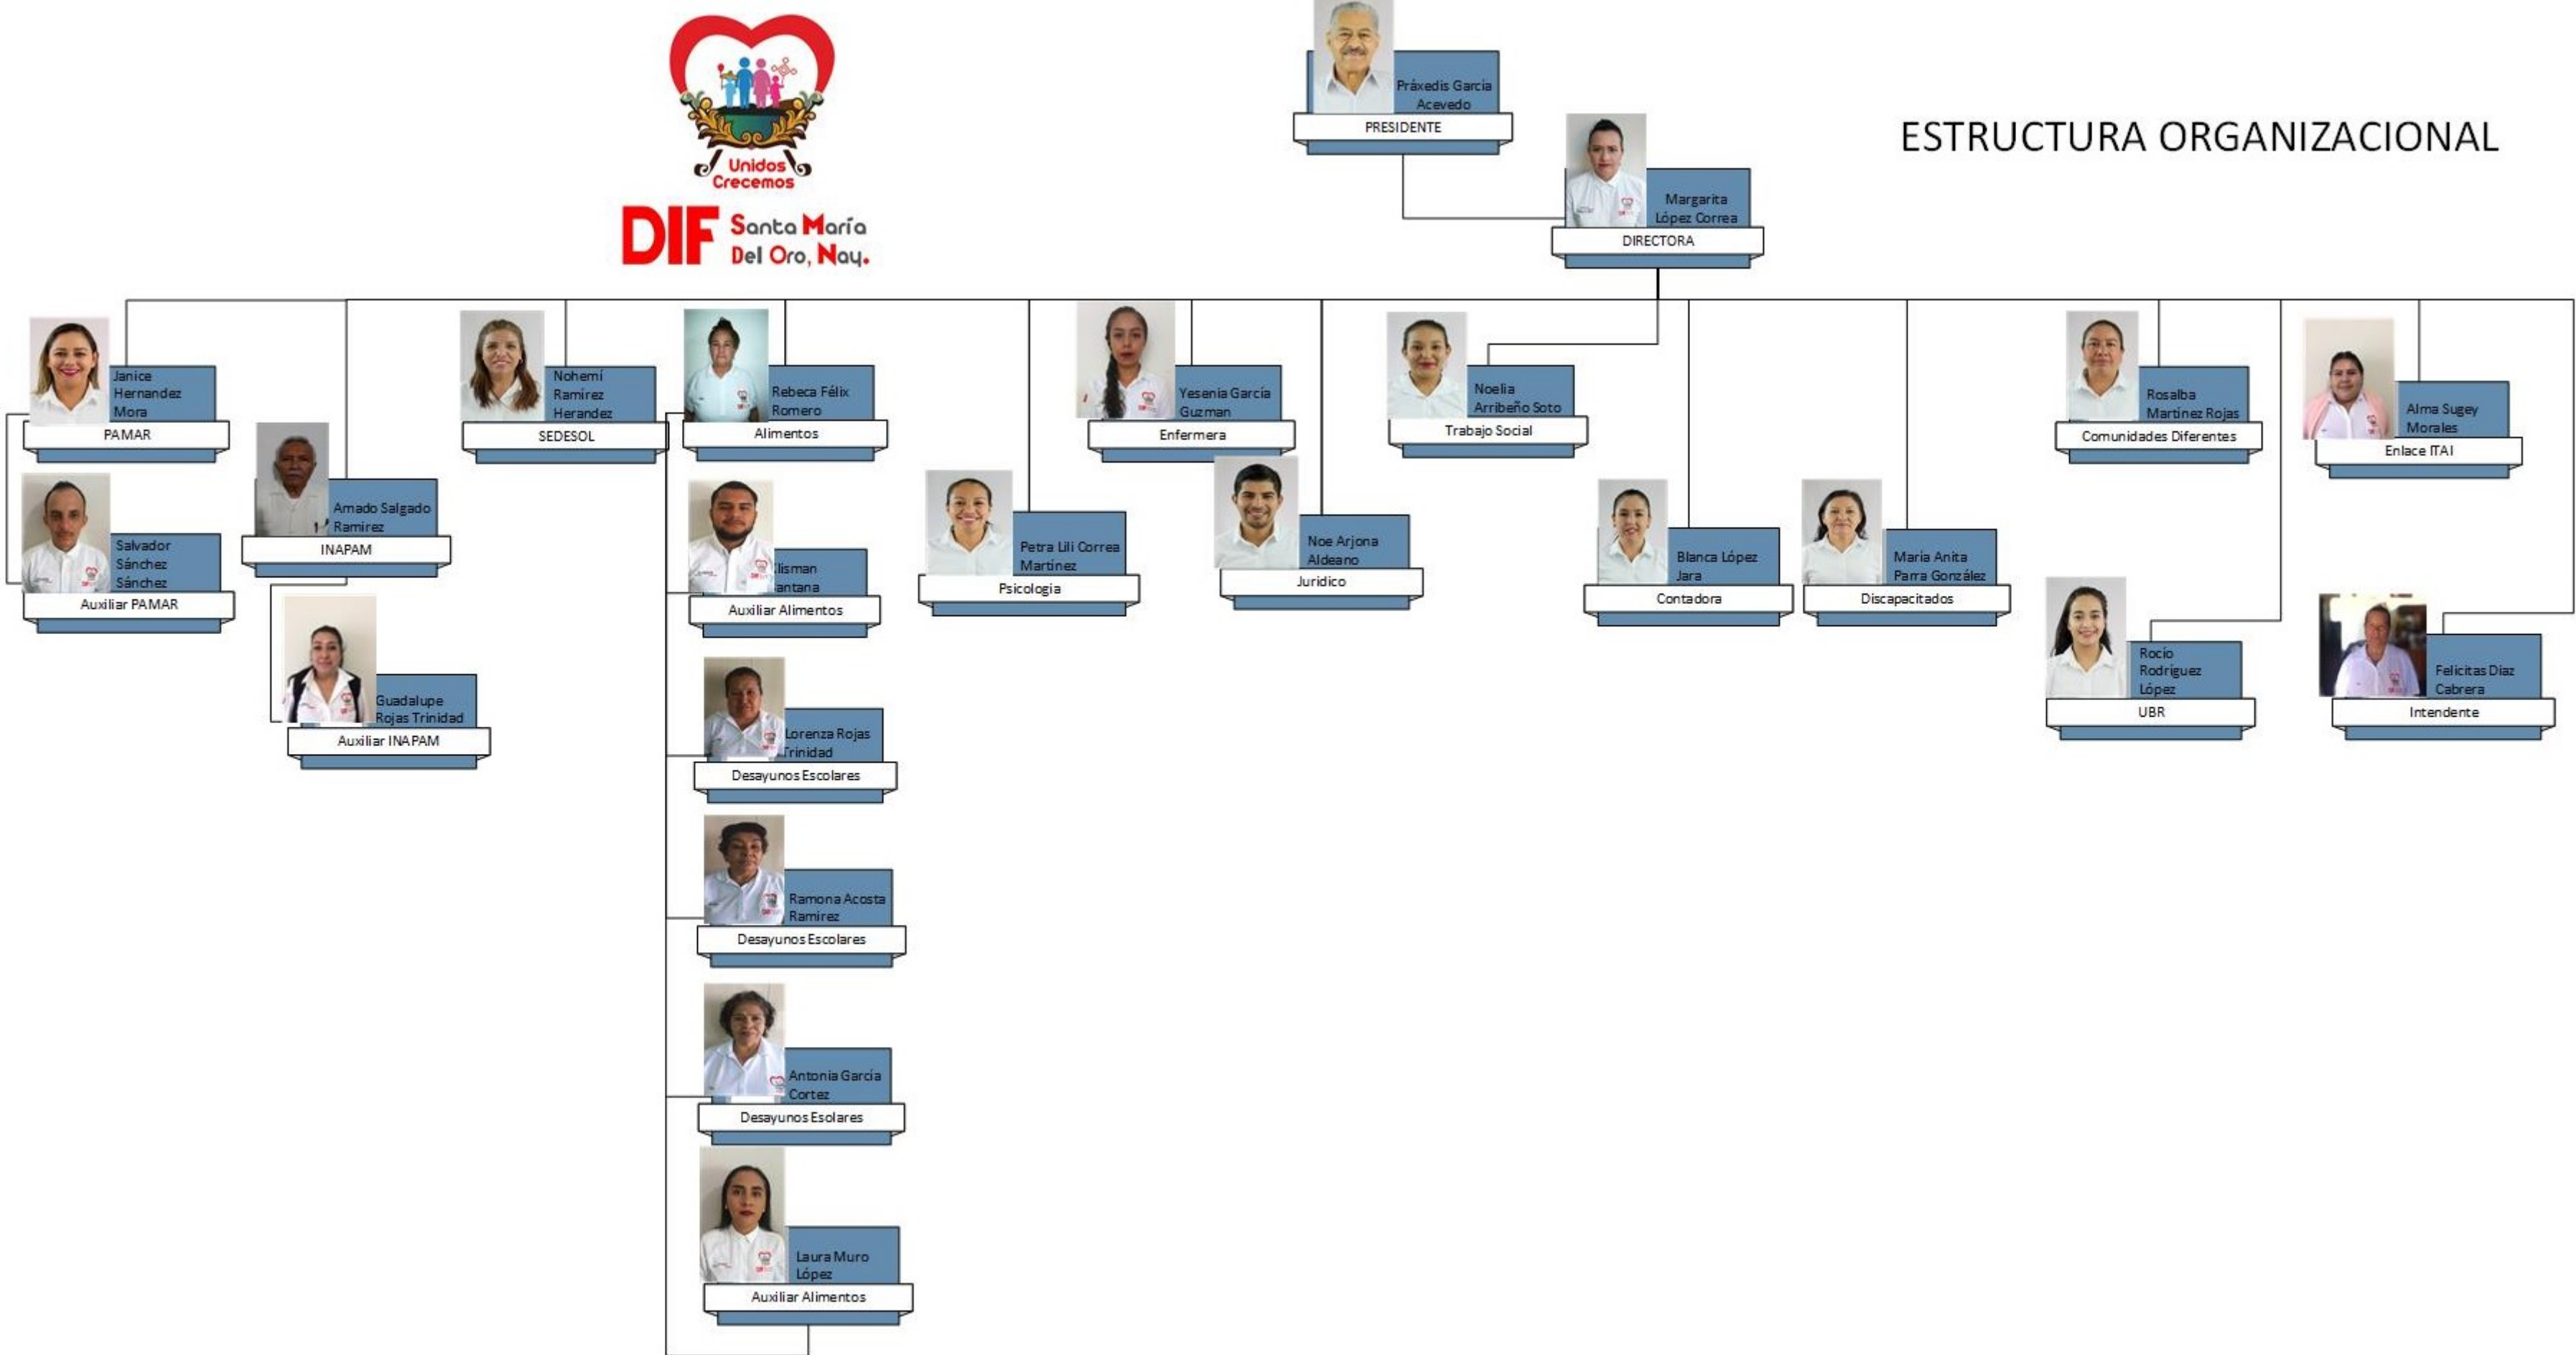 Unidos
Crecemos
DIF Santa María
Del Oro, Nay.
Práxedis García
Acevedo
PRESIDENTE
ESTRUCTURA ORGANIZACIONAL
Margarita
López Correa
DIRECTORA
Janice
Hernandez
Mora
PAMAR
Salvador
Sánchez
Sánchez
Auxiliar PAMAR
Amado Salgado
Ramirez
INAPAM
Guadalupe
Rojas Trinidad
Auxiliar INAPAM
Nohemí
Ramirez
Herandez
SEDESOL
Rebeca Félix
Romero
Alimentos
Auxiliar Alimentos
Lorenza Rojas
Trinidad
Desayunos Escolares
Ramona Acosta
Ramirez
Desayunos Escolares
Antonia García
Cortez
Desayunos Esolares
Laura Muro
López
Auxiliar Alimentos
Petra Lili Correa
Martinez
Psicologia
Yesenia García
Guzman
Enfermera
Noe Arjona
Aldeano
Juridico
Noelia
Arribeño Soto
Trabajo Social
Blanca López
Jara
Contadora
María Anita
Parra González
Discapacitados
Rosalba
Martinez Rojas
Comunidades Diferentes
Rocío
Rodríguez
López
UBR
Alma Sugey
Morales
Enlace ITAI
Felicitas Diaz
Cabrera
Intendente